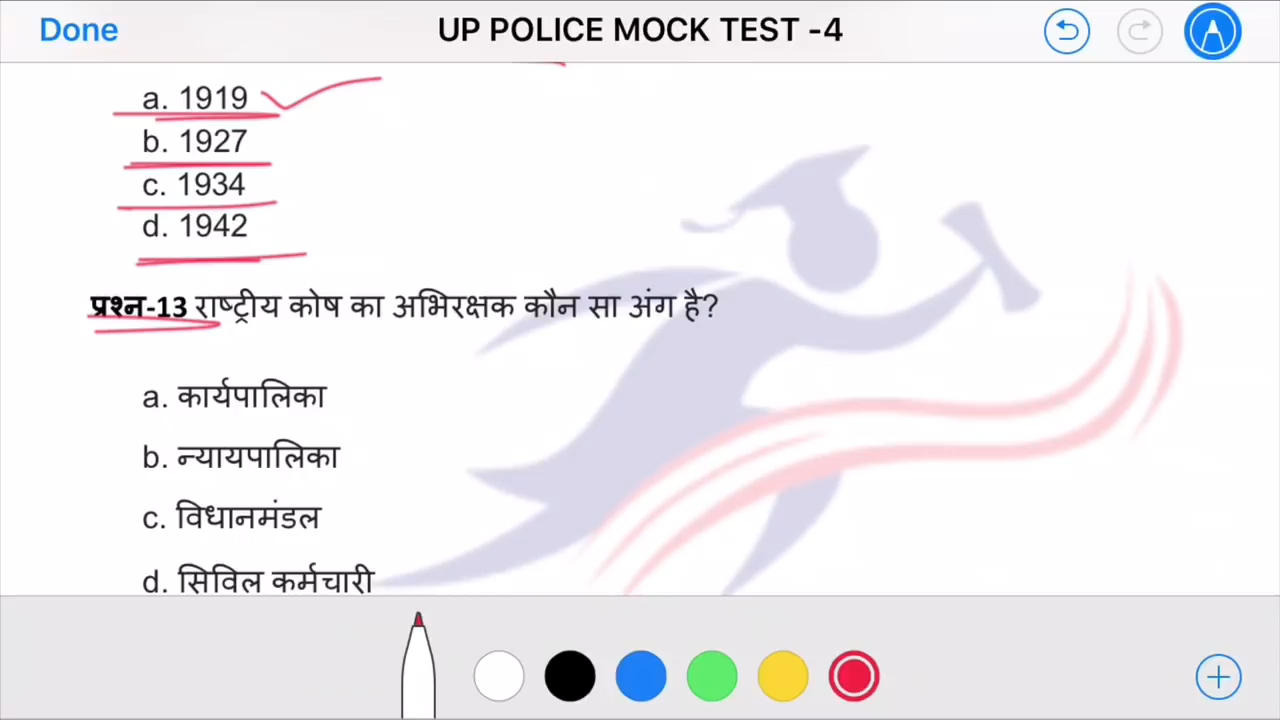 Done
UP POLICE MOCK TEST -4
a. 1919
b. 1927
c. 1934
d. 1942
प्रश्न-13 राष्ट्रीय कोष का अभिरक्षक कौन सा अंग है?
a. कार्यपालिका
b. न्यायपालिका
c. विधानमंडल
d. सिविल कर्मचारी